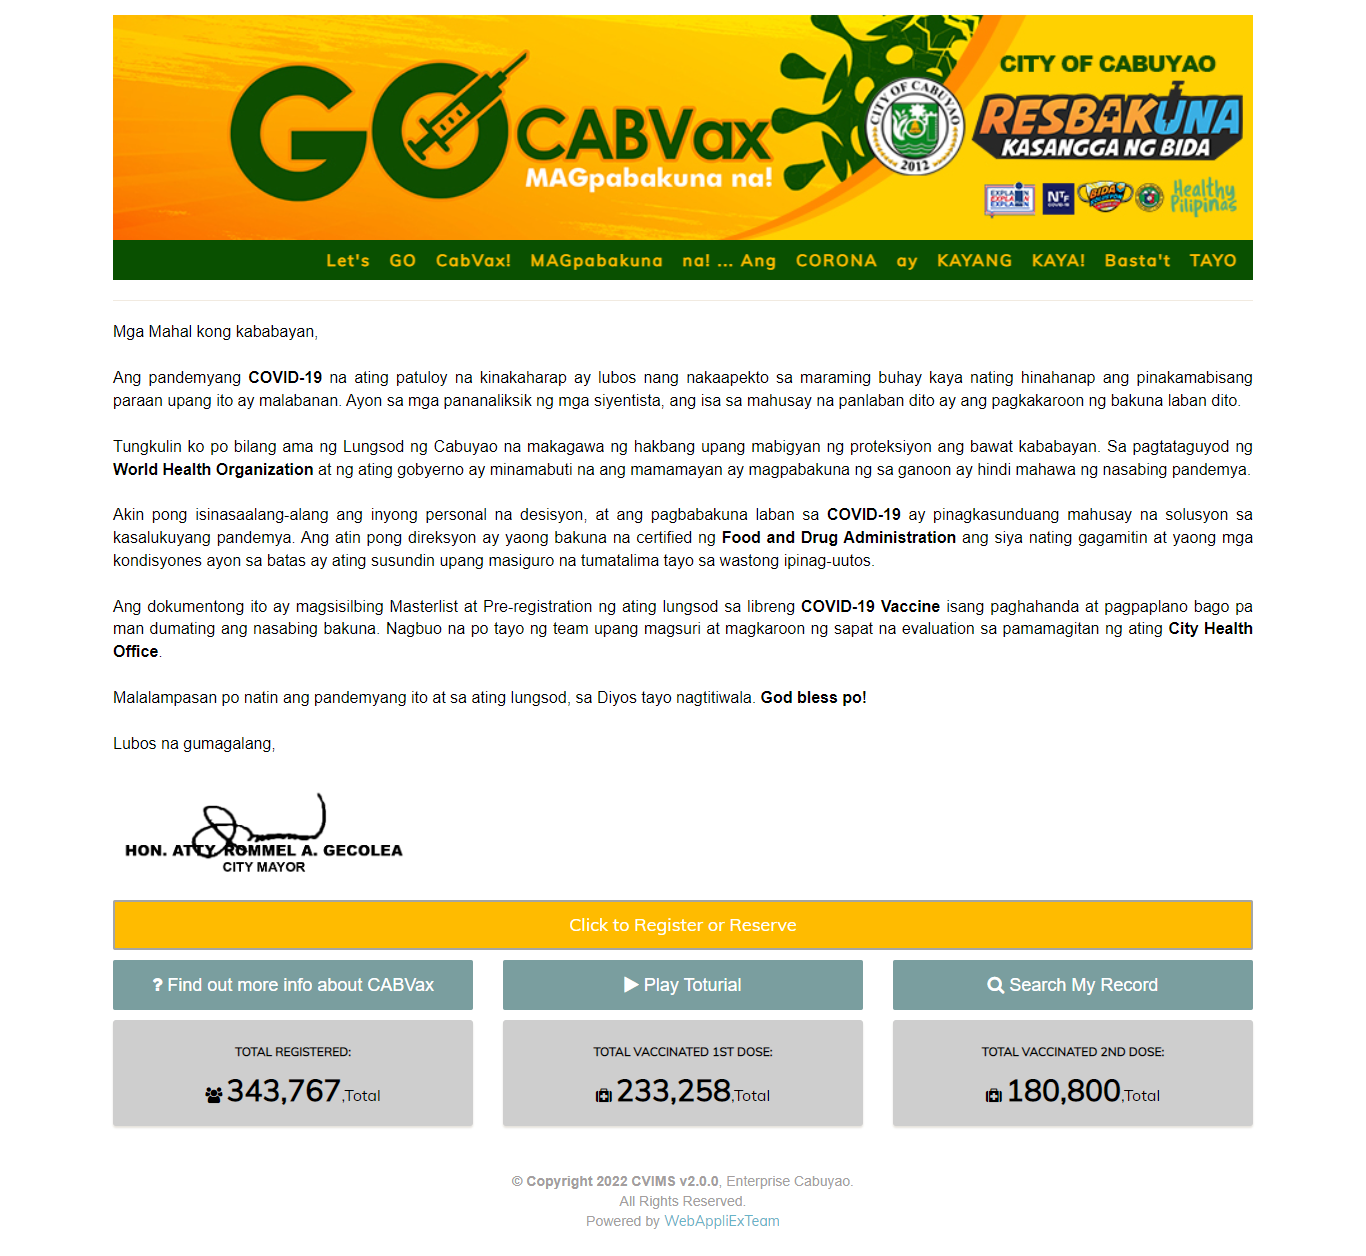 GO CABVax
MAGpabakuna na!
CITY OF CABUYAO
2012
CITY OF CABUYAO
RESBAKUNA
KASANGGA NG BIDA
EXPLAIN EXPLAIN EXPLAIN
NTF
COVID-19
BIDA
Healthy
Pilipinas
Let's GO CabVax! MAGpabakuna na! ... Ang CORONA ay KAYANG KAYA! Basta't TAYO
Mga Mahal kong kababayan,
Ang pandemyang COVID-19 na ating patuloy na kinakaharap ay lubos nang nakaapekto sa maraming buhay kaya nating hinahanap ang pinakamabisang
paraan upang ito ay malabanan. Ayon sa mga pananaliksik ng mga siyentista, ang isa sa mahusay na panlaban dito ay ang pagkakaroon ng bakuna laban dito.
Tungkulin ko po bilang ama ng Lungsod ng Cabuyao na makagawa ng hakbang upang mabigyan ng proteksiyon ang bawat kababayan. Sa pagtataguyod ng
World Health Organization at ng ating gobyerno ay minamabuti na ang mamamayan ay magpabakuna ng sa ganoon ay hindi mahawa ng nasabing pandemya.
Akin pong isinasaalang-alang ang inyong personal na desisyon, at ang pagbabakuna laban sa COVID-19 ay pinagkasunduang mahusay na solusyon sa
kasalukuyang pandemya. Ang atin pong direksyon ay yaong bakuna na certified ng Food and Drug Administration ang siya nating gagamitin at yaong mga
kondisyones ayon sa batas ay ating susundin upang masiguro na tumatalima tayo sa wastong ipinag-uutos.
Ang dokumentong ito ay magsisilbing Masterlist at Pre-registration ng ating lungsod sa libreng COVID-19 Vaccine isang paghahanda at pagpaplano bago pa
man dumating ang nasabing bakuna. Nagbuo na po tayo ng team upang magsuri at magkaroon ng sapat na evaluation sa pamamagitan ng ating City Health
Office.
Malalampasan po natin ang pandemyang ito at sa ating lungsod, sa Diyos tayo nagtitiwala. God bless po!
Lubos na gumagalang,
HON. ATTY. ROMMEL A. GECOLEA
CITY MAYOR
Click to Register or Reserve
? Find out more info about CABVax
Play Toturial
Search My Record
TOTAL REGISTERED:
343,767,Total
TOTAL VACCINATED 1ST DOSE:
233,258,Total
TOTAL VACCINATED 2ND DOSE:
180,800,Total
© Copyright 2022 CVIMS v2.0.0, Enterprise Cabuyao.
All Rights Reserved.
Powered by WebAppliExTeam